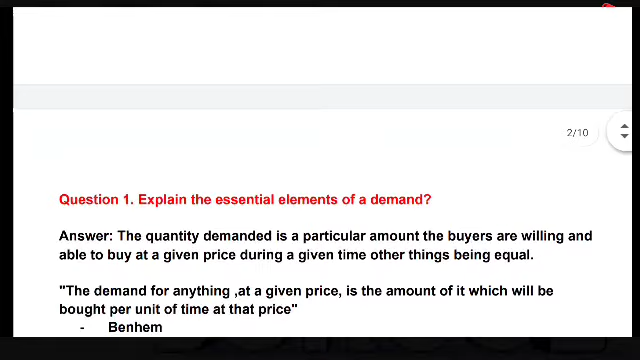 2/10
Question 1. Explain the essential elements of a demand?
Answer: The quantity demanded is a particular amount the buyers are willing and
able to buy at a given price during a given time other things being equal.
"The demand for anything ,at a given price, is the amount of it which will be
bought per unit of time at that price"
- Benhem